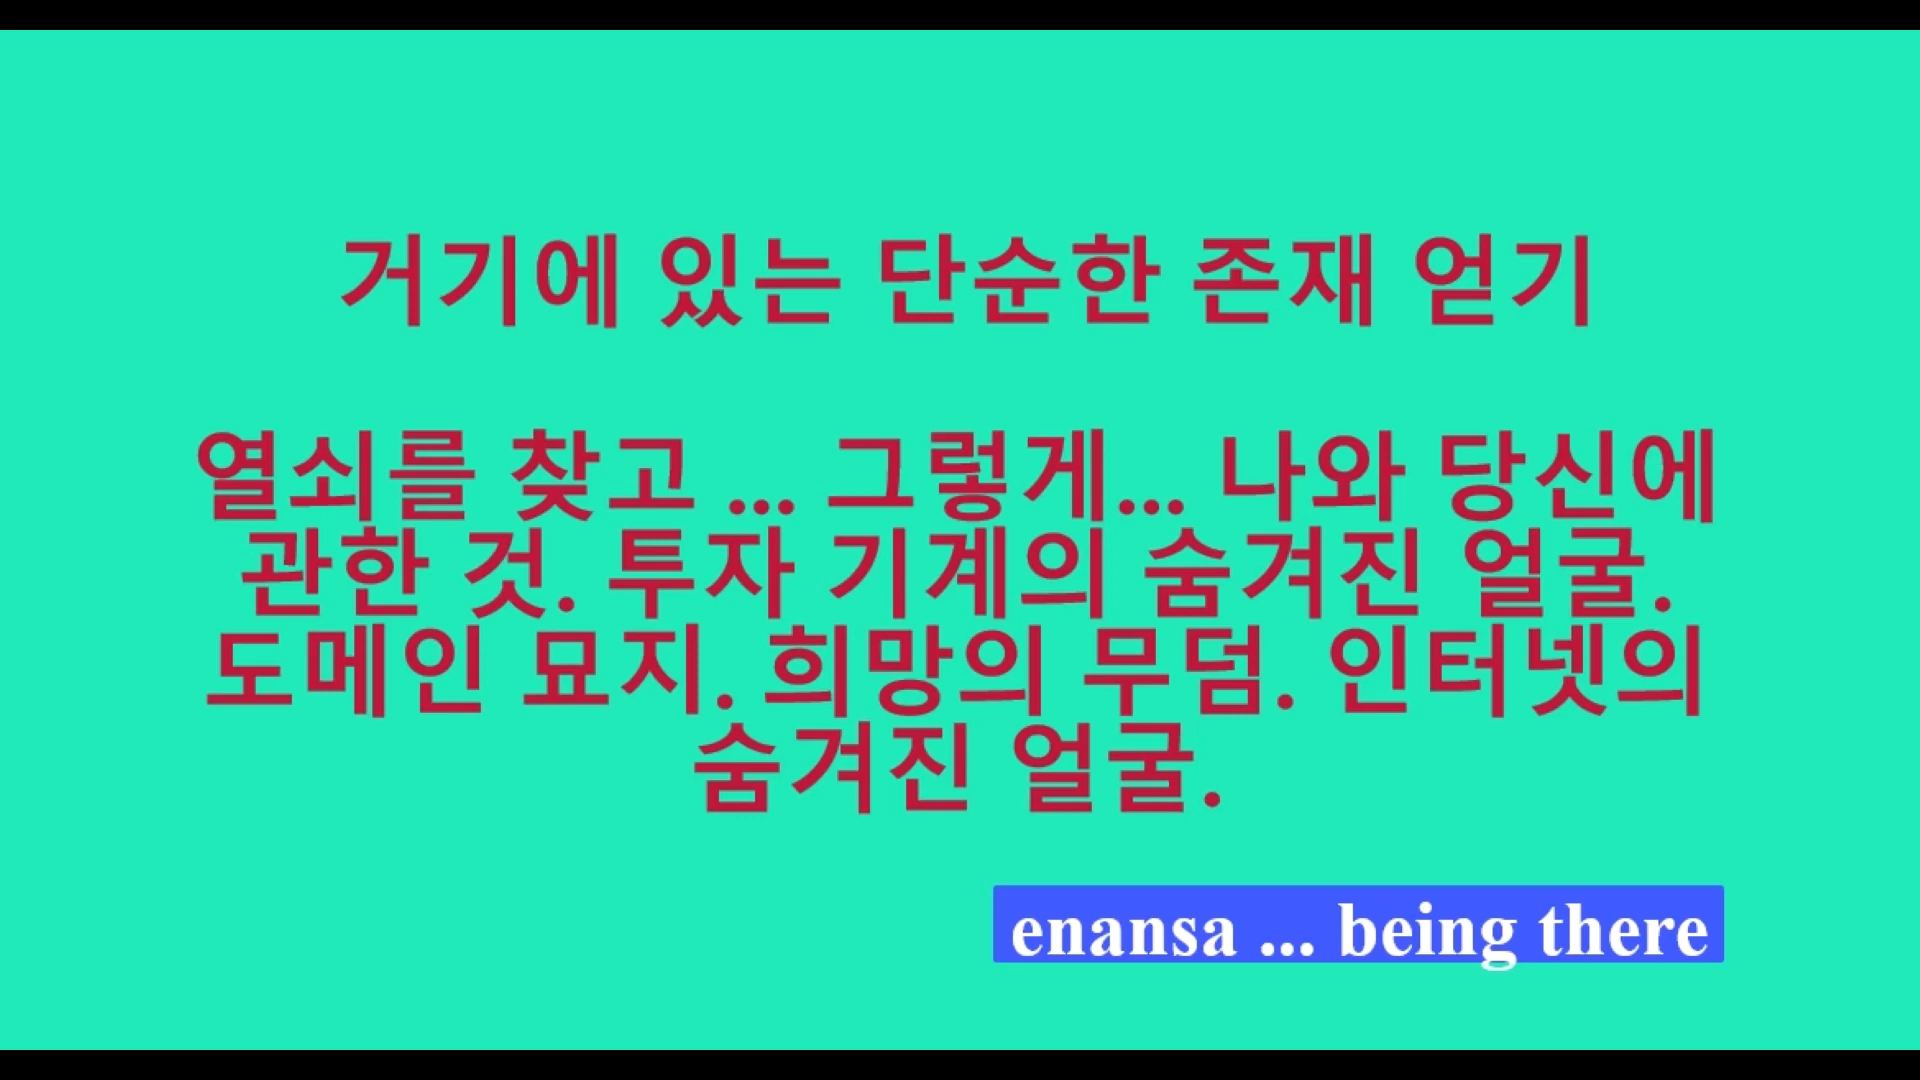 거기에 있는 단순한 존재 얻기
열쇠를 찾고 ... 그렇게... 나와 당신에
관한 것. 투자 기계의 숨겨진 얼굴.
도메인 묘지. 희망의 무덤. 인터넷의
숨겨진 얼굴.
enansa ... being there